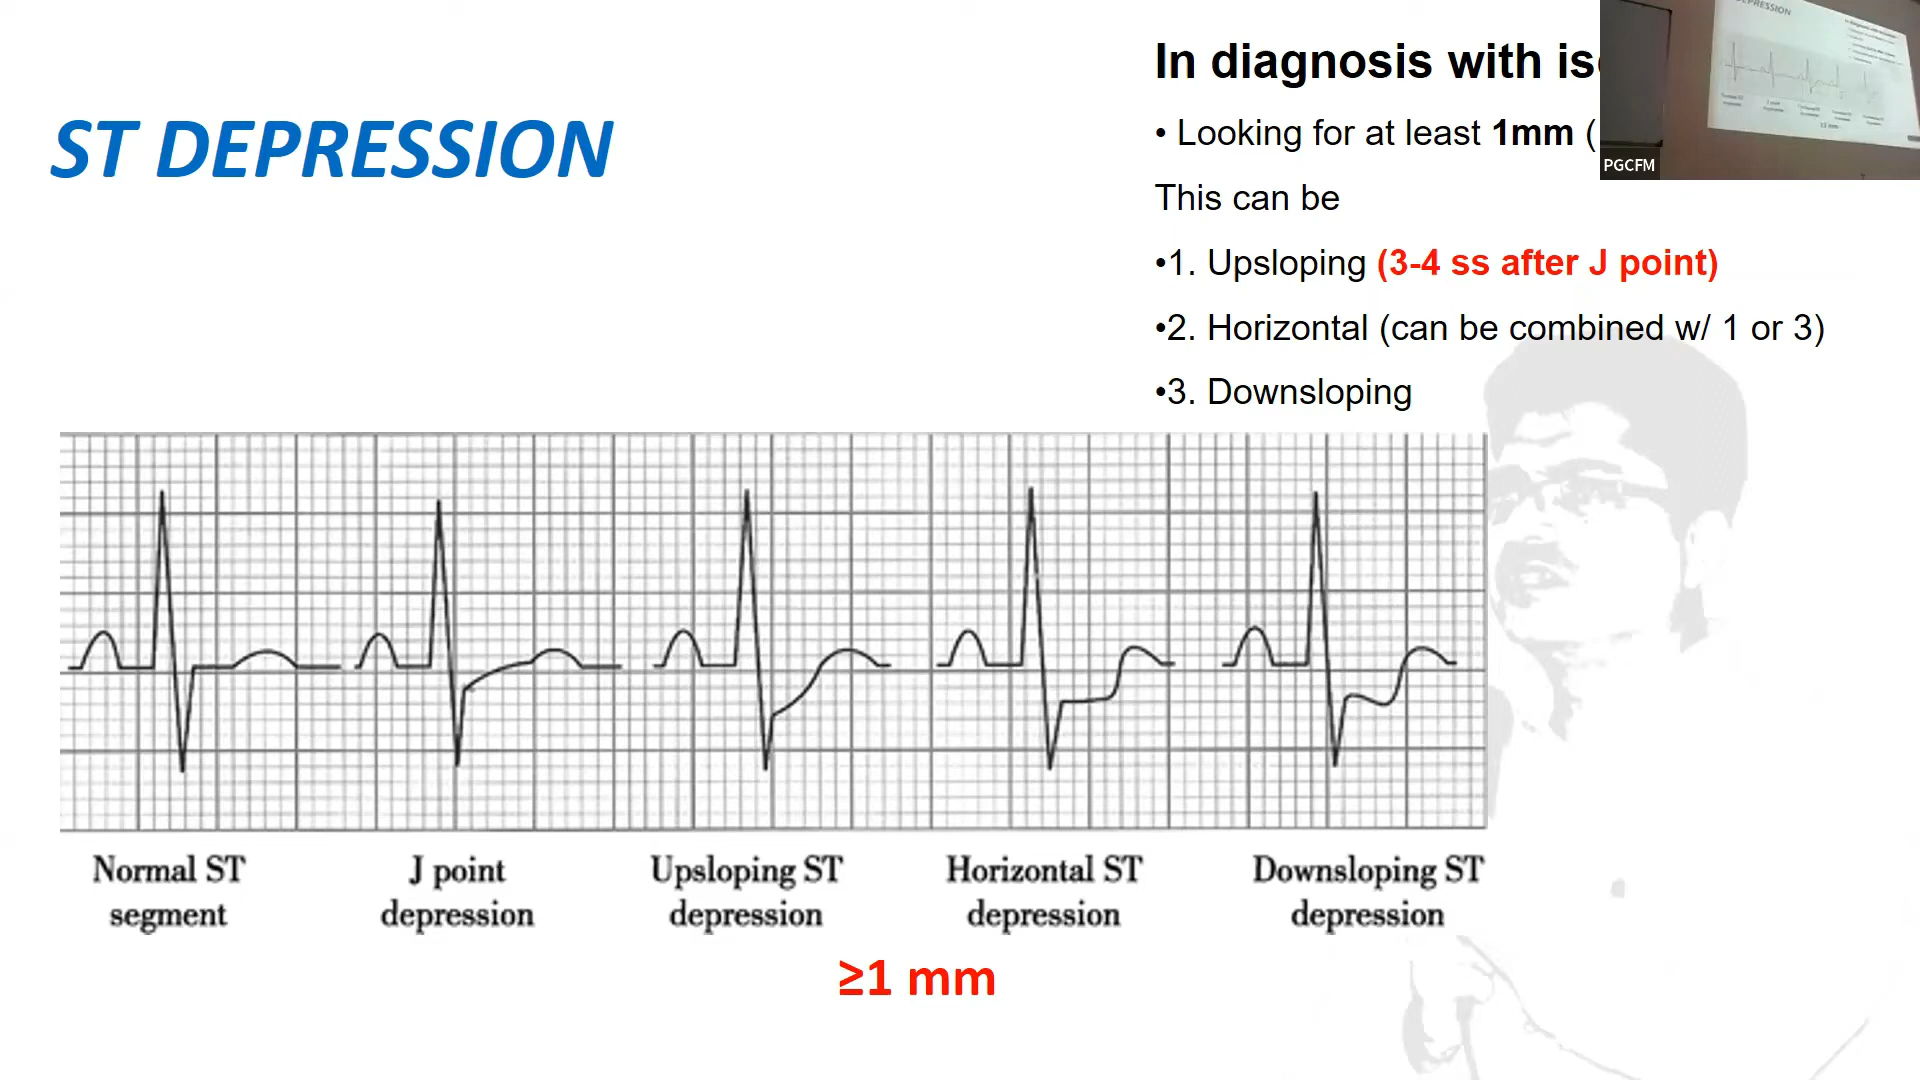 ST DEPRESSION
In diagnosis with is
• Looking for at least 1mm (
This can be
•1. Upsloping (3-4 ss after J point)
•2. Horizontal (can be combined w/ 1 or 3)
•3. Downsloping
PGCFM
Normal ST segment
J point depression
Upsloping ST depression
Horizontal ST depression
Downsloping ST depression
≥1 mm